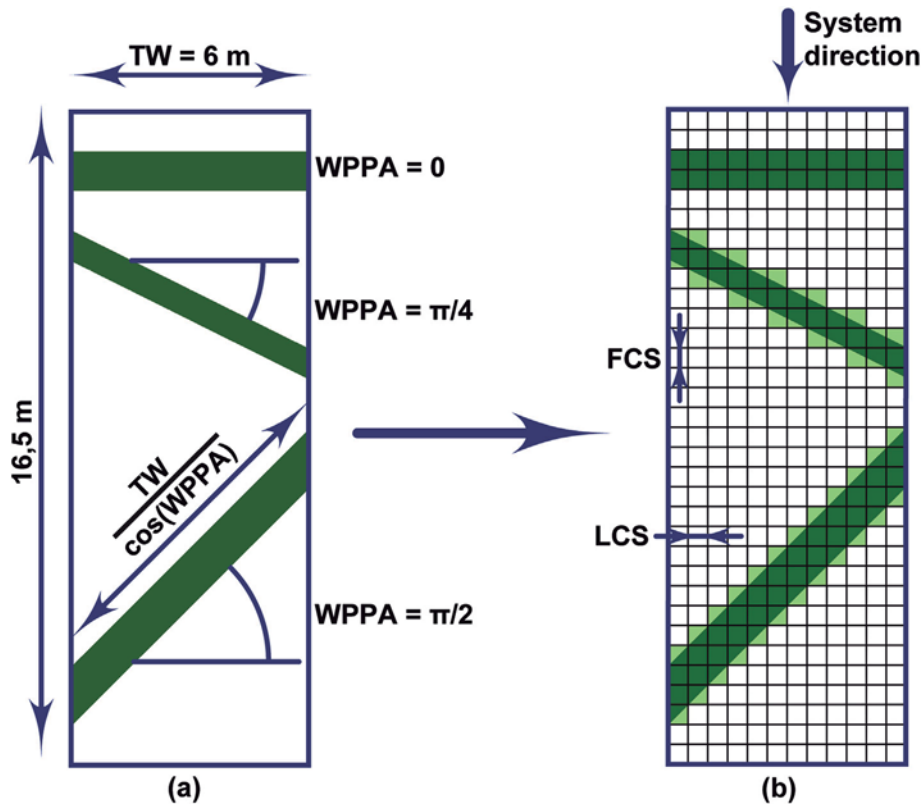 TW = 6 m
16,5 m
WPPA = 0
WPPA = π/4
TW
cos(WPPA)
WPPA = π/2
(a)
System
direction
FCS
LCS
(b)